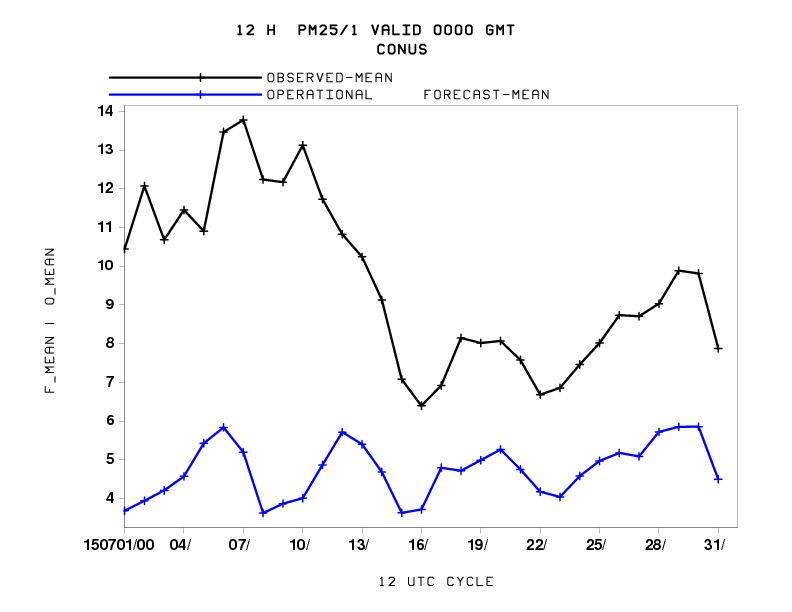 12 H PM25/1 VALID 0000 GMT
CONUS
OBSERVED-MEAN
OPERATIONAL FORECAST-MEAN
14
13
12
11
10
9
8
7
6
5
4
F_MEAN | O_MEAN
150701/00 04/ 07/ 10/ 13/ 16/ 19/ 22/ 25/ 28/ 31/
12 UTC CYCLE